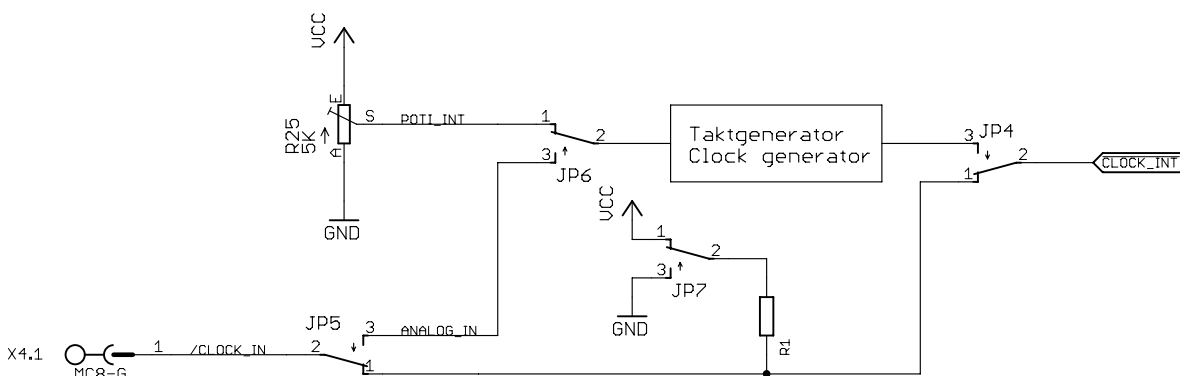 VCC
E
S
POTI_INT
R25
5K
A
GND
1
2
3
JP6
Taktgenerator
Clock generator
3
JP4
2
1
CLOCK_INT
VCC
1
2
3
JP7
GND
R1
JP5
3
ANALOG_IN
X4.1
1
/CLOCK_IN
2
1
MC8-G